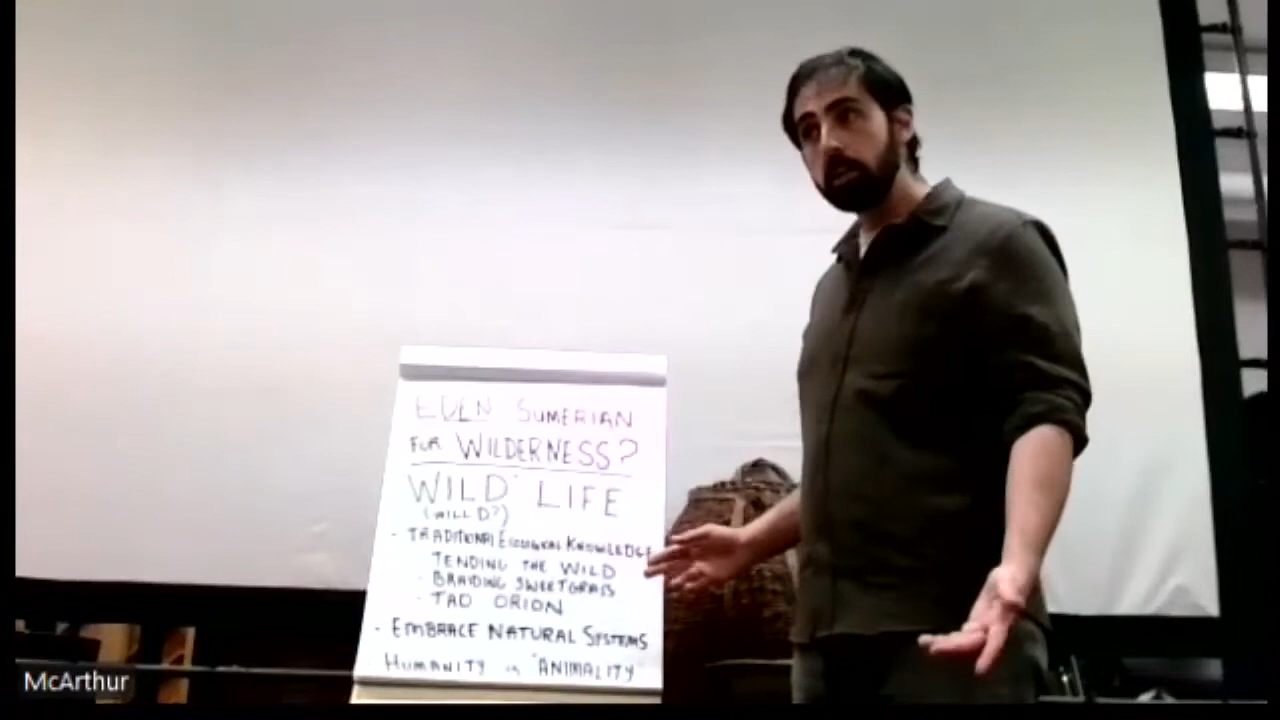 EDEN SUMERIAN
FOR WILDERNESS?
WILD LIFE
(WILL D?)
- TRADITIONAL ECOLOGICAL KNOWLEDGE
TENDING THE WILD
- BRAIDING SWEETGRASS
- TAO ORION
- EMBRACE NATURAL SYSTEMS
HUMANITY "ANIMALITY
McArthur